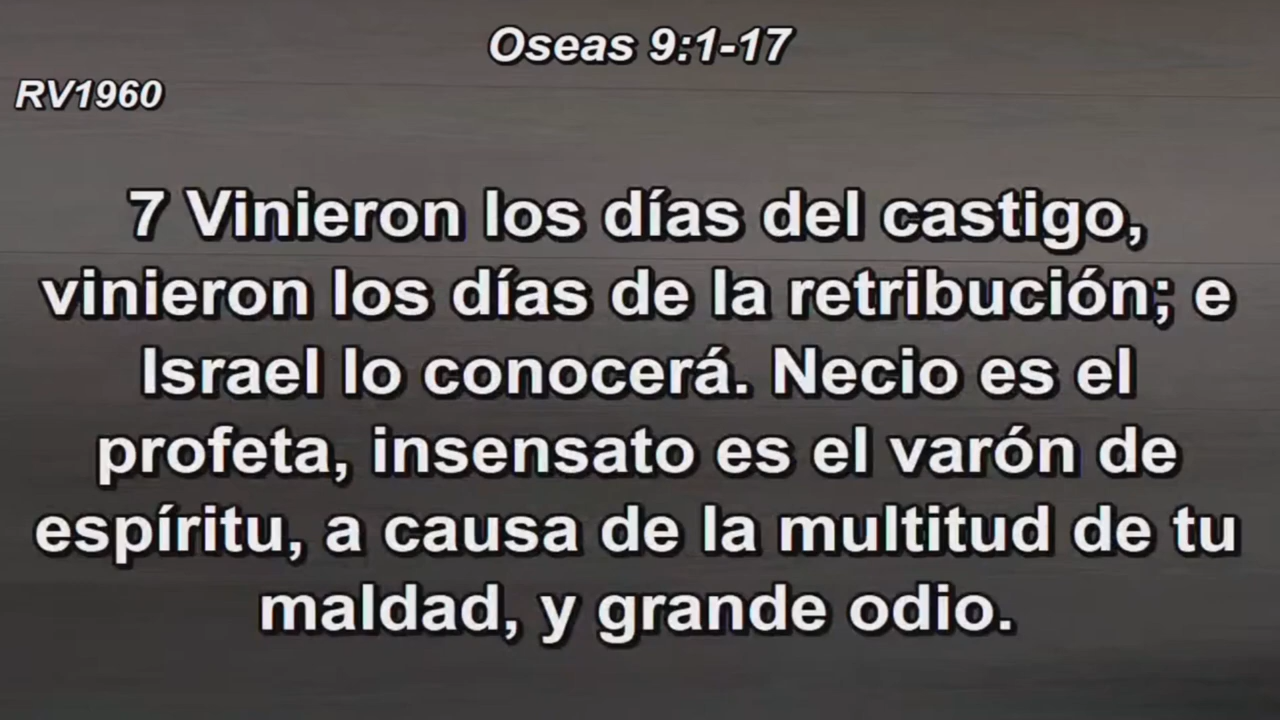 Oseas 9:1-17
RV1960
7 Vinieron los días del castigo,
vinieron los días de la retribución; e
Israel lo conocerá. Necio es el
profeta, insensato es el varón de
espíritu, a causa de la multitud de tu
maldad, y grande odio.